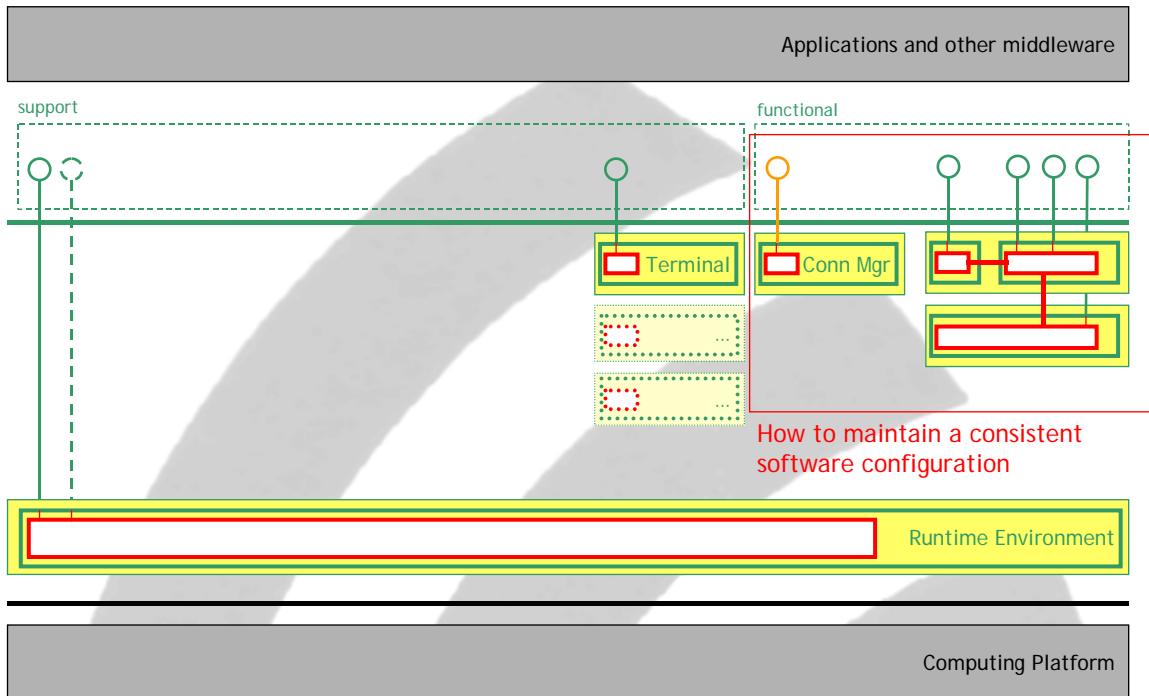 Applications and other middleware
support
functional
Terminal
Conn Mgr
...
...
How to maintain a consistent
software configuration
Runtime Environment
Computing Platform